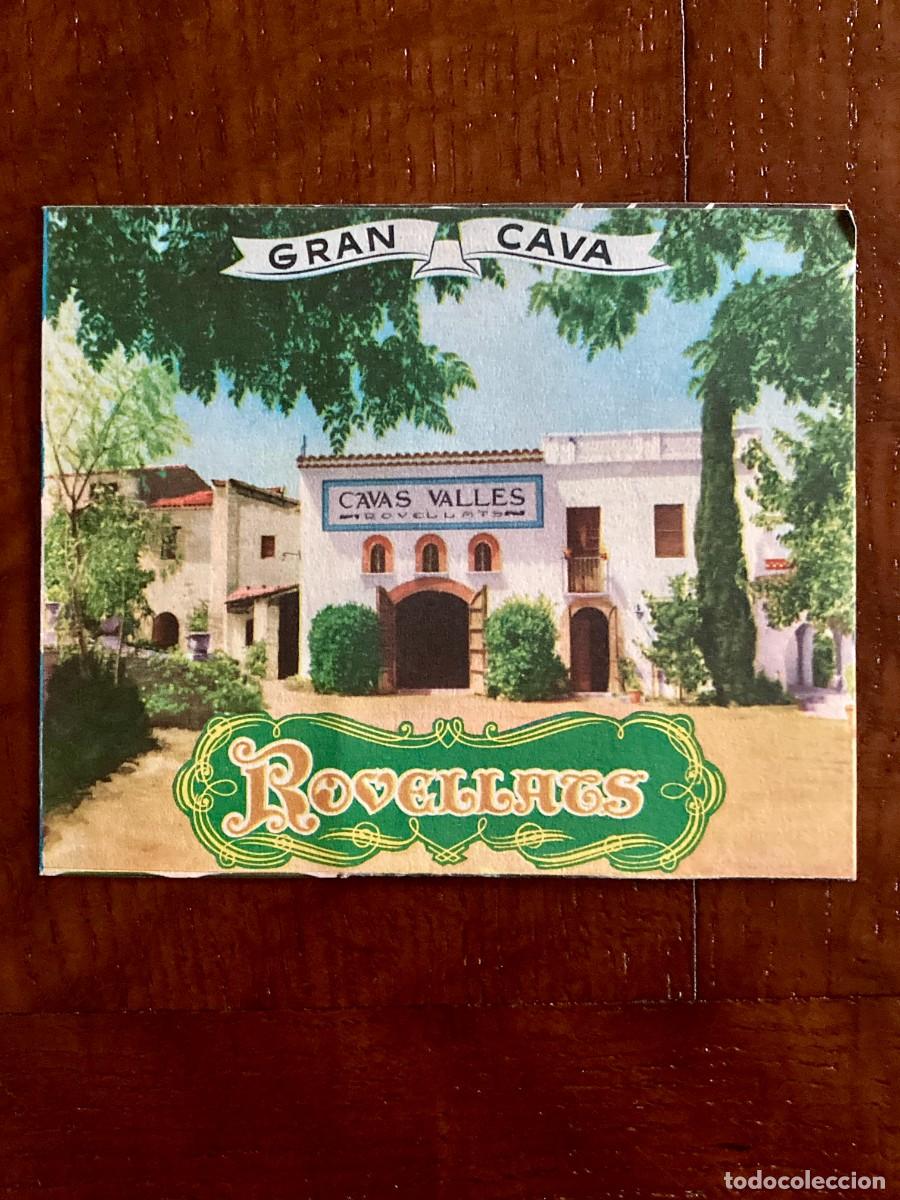 GRAN CAVA
CAVAS VALLES
ROVELLATS
ROVELLATS
todocoleccion